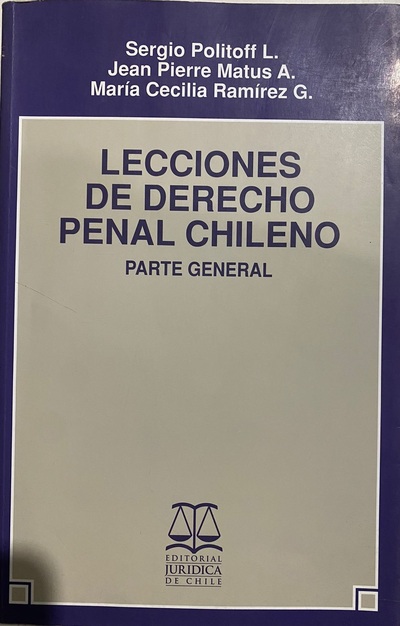 Sergio Politoff L.
Jean Pierre Matus A.
María Cecilia Ramírez G.
LECCIONES
DE DERECHO
PENAL CHILENO
PARTE GENERAL
EDITORIAL
JURIDICA
DE CHILE